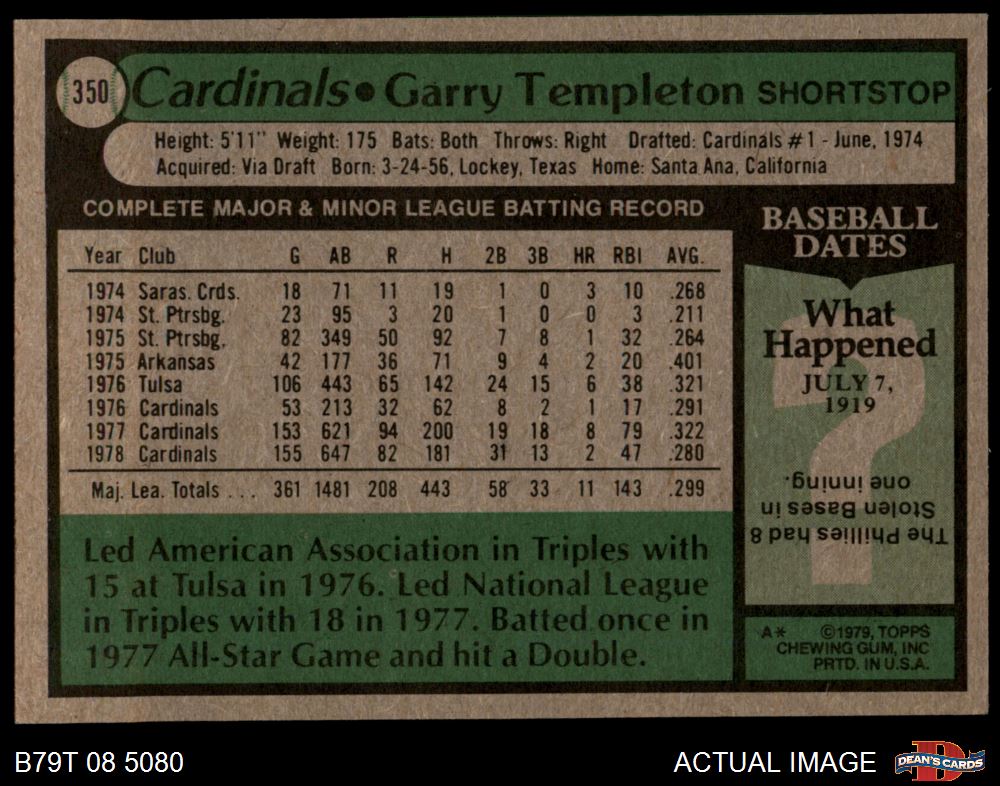 350 Cardinals• Garry Templeton SHORTSTOP
Height: 5'11" Weight: 175 Bats: Both Throws: Right Drafted: Cardinals #1 - June, 1974
Acquired: Via Draft Born: 3-24-56, Lockey, Texas Home: Santa Ana, California
COMPLETE MAJOR & MINOR LEAGUE BATTING RECORD
Year Club G AB R H 2B 3B HR RBI AVG.
1974 Saras. Crds. 18 71 11 19 1 0 3 10 .268
1974 St. Ptrsbg. 23 95 3 20 1 0 0 3 .211
1975 St. Ptrsbg. 82 349 50 92 7 8 1 32 .264
1975 Arkansas 42 177 36 71 9 4 2 20 .401
1976 Tulsa 106 443 65 142 24 15 6 38 .321
1976 Cardinals 53 213 32 62 8 2 1 17 .291
1977 Cardinals 153 621 94 200 19 18 8 79 .322
1978 Cardinals 155 647 82 181 31 13 2 47 .280
Maj. Lea. Totals ... 361 1481 208 443 58 33 11 143 .299
Led American Association in Triples with
15 at Tulsa in 1976. Led National League
in Triples with 18 in 1977. Batted once in
1977 All-Star Game and hit a Double.
BASEBALL
DATES
What
Happened
JULY 7,
1919
The Phillies had 8
Stolen Bases in
one inning.
A* ©1979, TOPPS
CHEWING GUM, INC
PRTD. IN U.S.A.
B79T 08 5080
ACTUAL IMAGE
D
DEAN'S CARDS